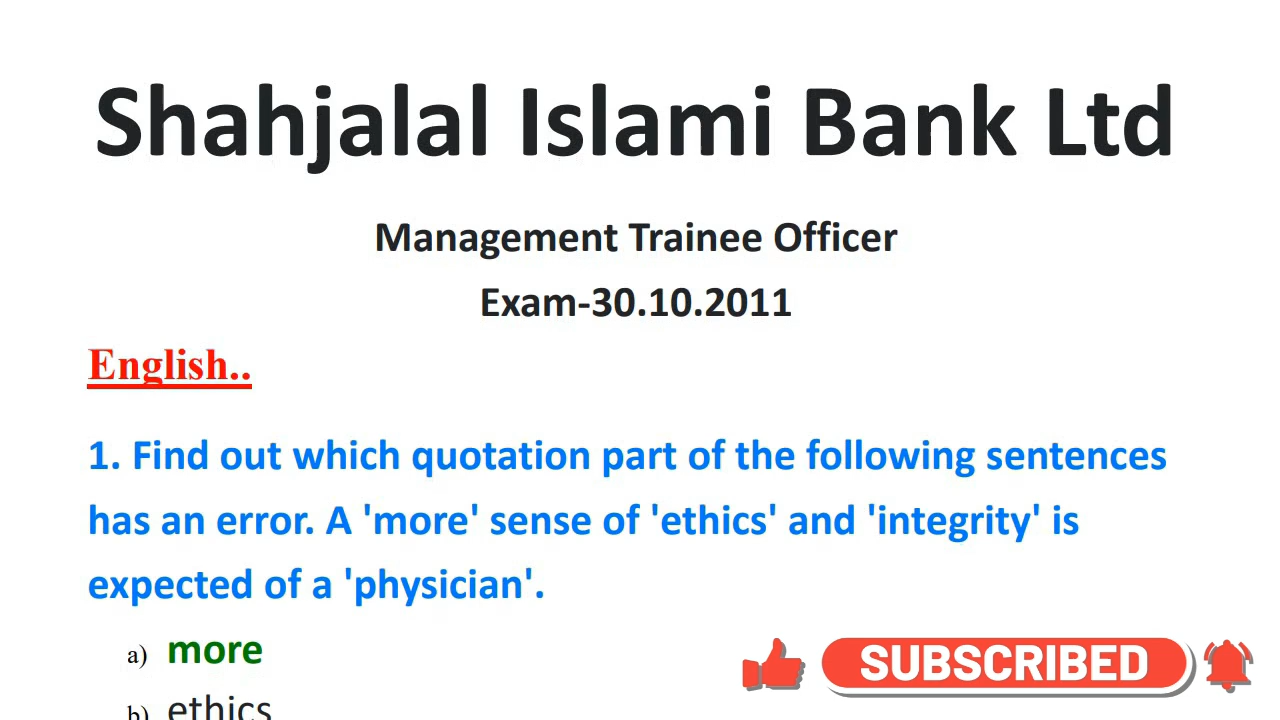 Shahjalal Islami Bank Ltd
Management Trainee Officer
Exam-30.10.2011
English..
1. Find out which quotation part of the following sentences
has an error. A 'more' sense of 'ethics' and 'integrity' is
expected of a 'physician'.
a) more
SUBSCRIBED
b) ethics